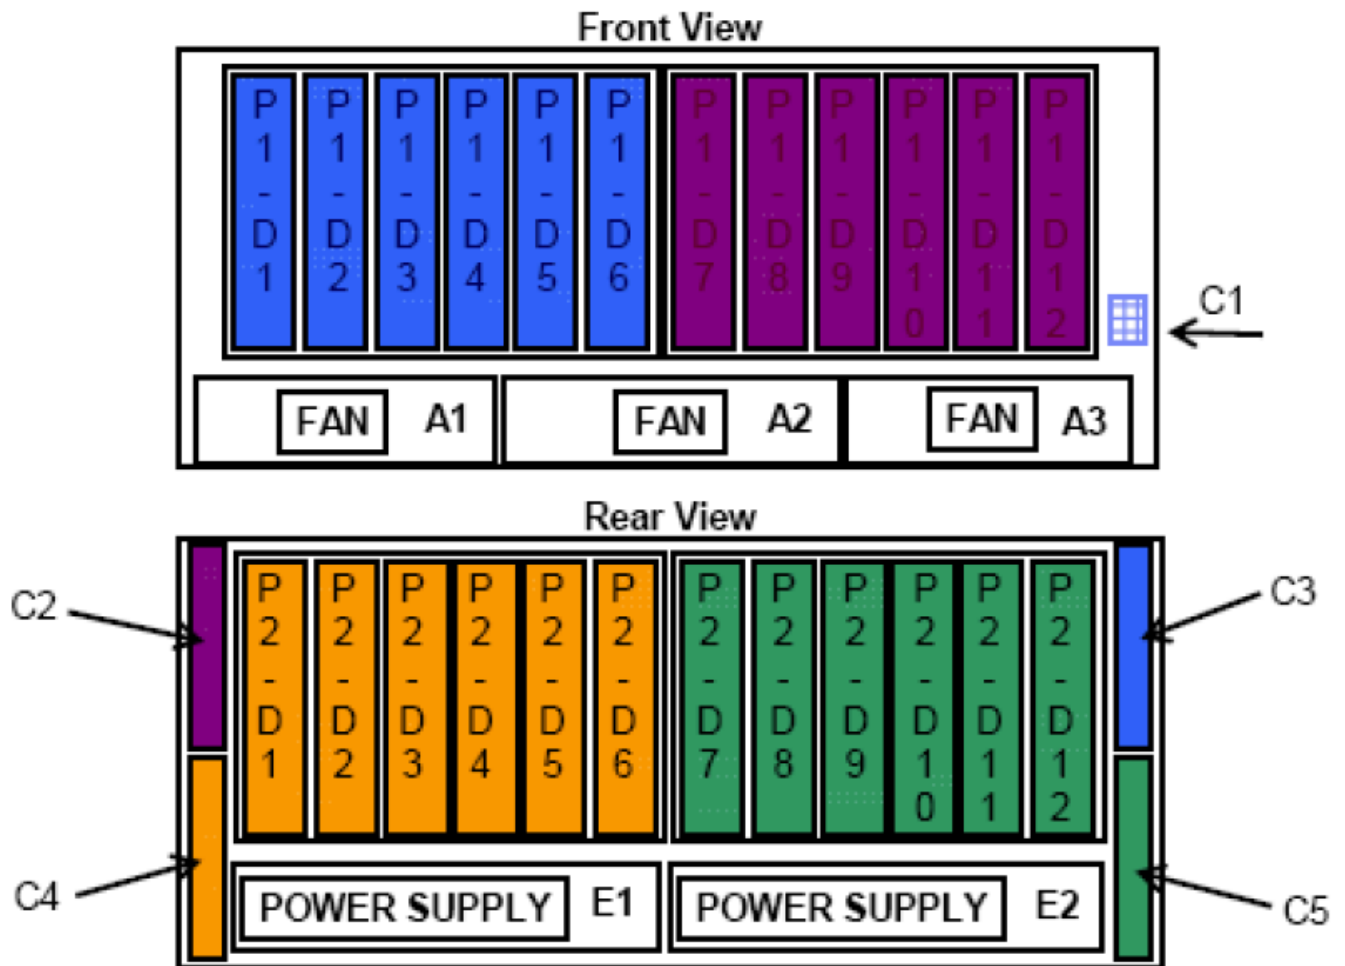 Front View
P1-D1 P1-D2 P1-D3 P1-D4 P1-D5 P1-D6 P1-D7 P1-D8 P1-D9 P1-D10 P1-D11 P1-D12
C1
FAN A1 FAN A2 FAN A3
Rear View
C2
P2-D1 P2-D2 P2-D3 P2-D4 P2-D5 P2-D6 P2-D7 P2-D8 P2-D9 P2-D10 P2-D11 P2-D12
C3
C4
POWER SUPPLY E1 POWER SUPPLY E2
C5